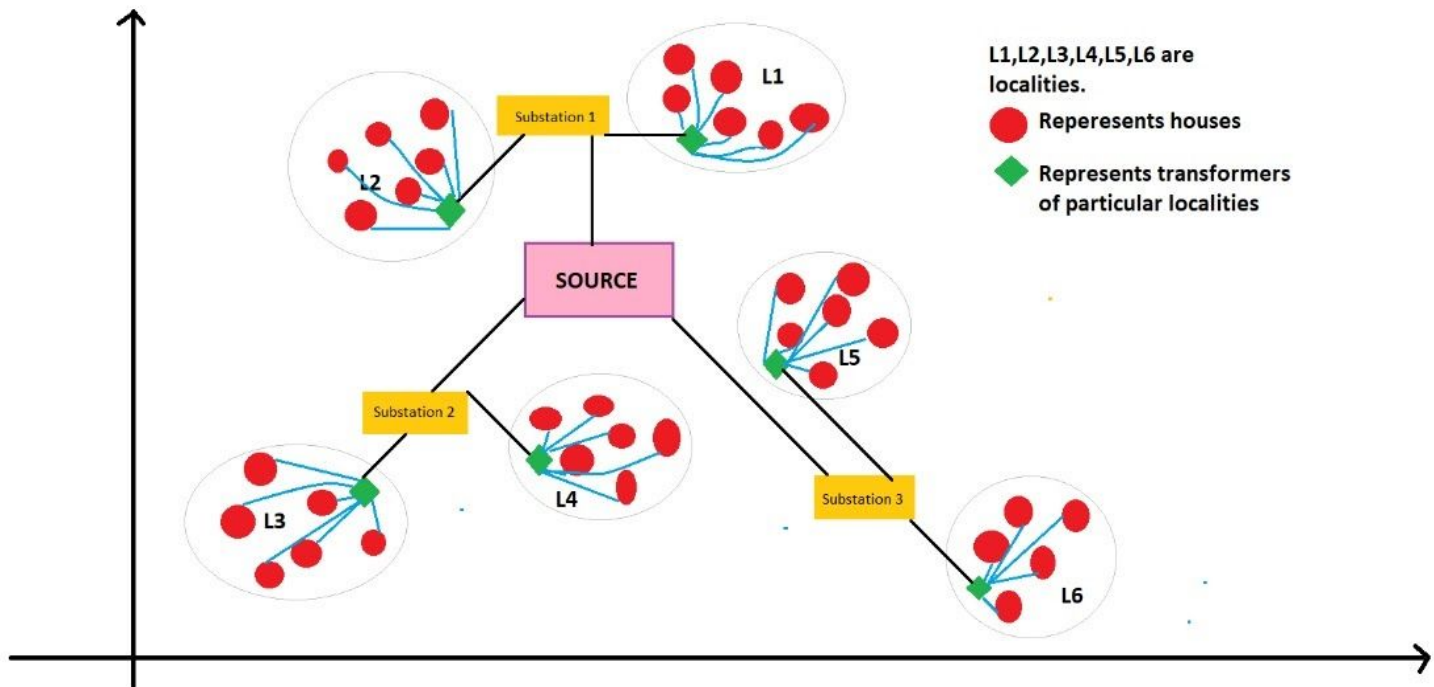 L1,L2,L3,L4,L5,L6 are
localities.
Reperesents houses
Represents transformers
of particular localities
L1
Substation 1
L2
SOURCE
L5
Substation 2
L4
Substation 3
L3
L6